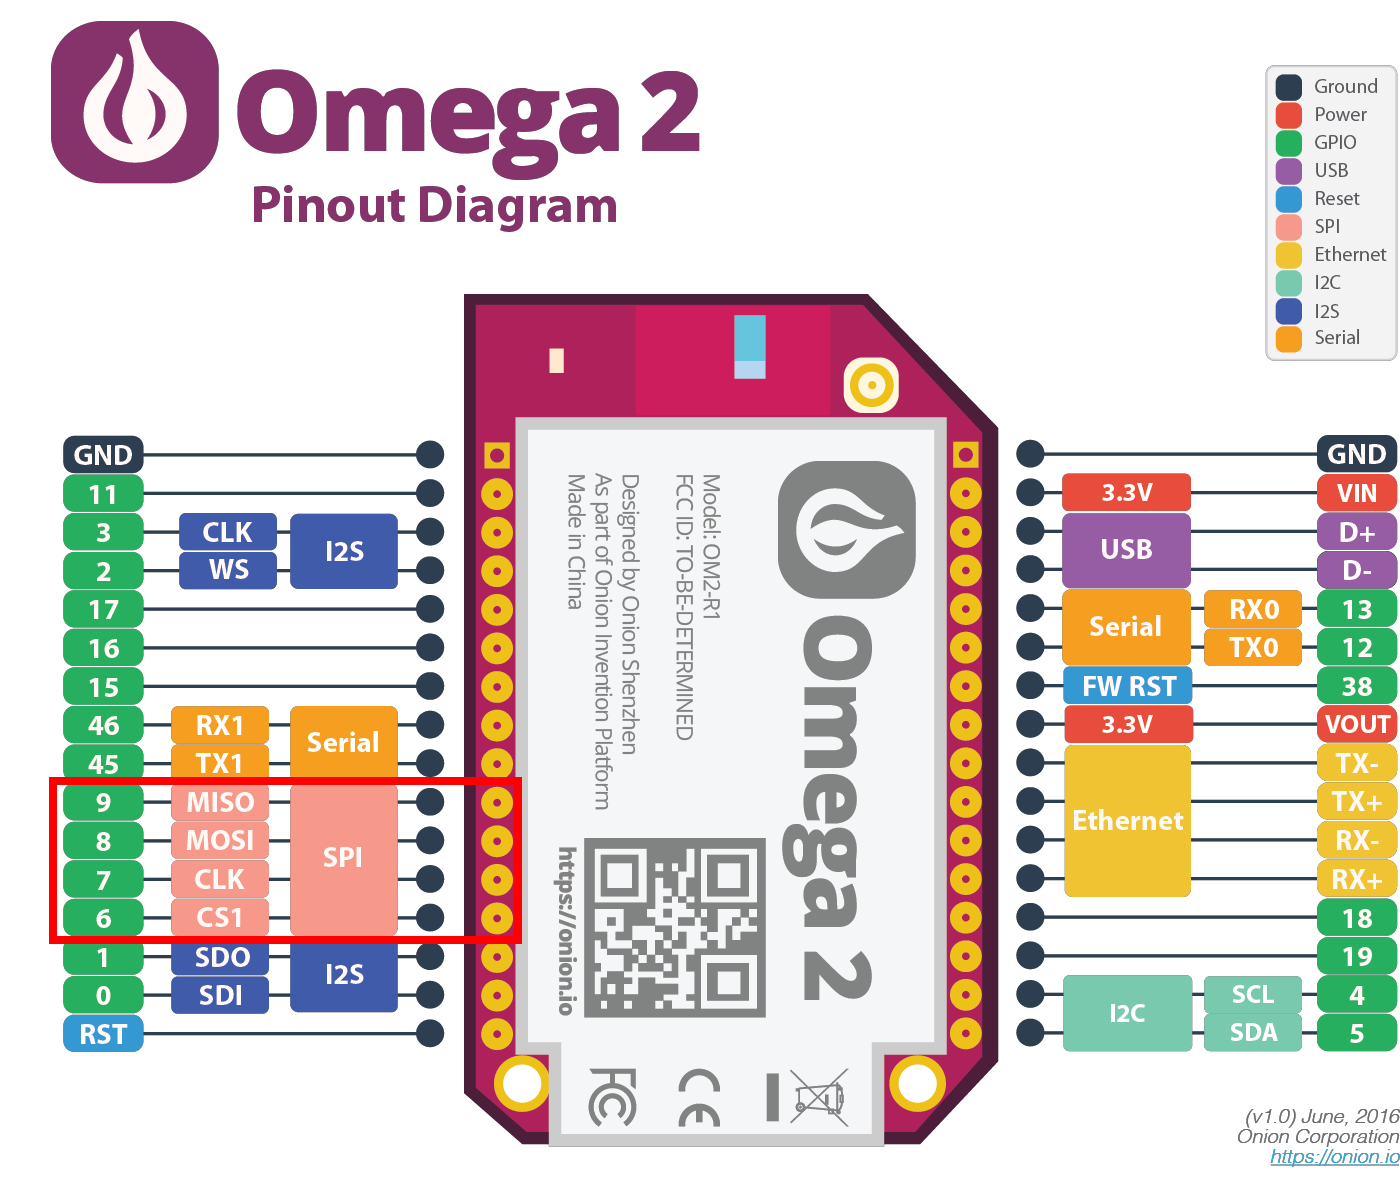 Omega 2
Pinout Diagram
Ground
Power
GPIO
USB
Reset
SPI
Ethernet
I2C
I2S
Serial
GND
11
3 CLK I2S
2 WS
17
16
15
46 RX1 Serial
45 TX1
9 MISO SPI
8 MOSI
7 CLK
6 CS1
1 SDO I2S
0 SDI
RST
Model: OM2-R1
FCC ID: TO-BE-DETERMINED
Designed by Onion Shenzhen
As part of Onion Invention Platform
Made in China
https://onion.io
Omega 2
FC
CE
GND
3.3V VIN
USB D+
D-
Serial RX0 13
TX0 12
FW RST 38
3.3V VOUT
Ethernet TX-
TX+
RX-
RX+
18
19
I2C SCL 4
SDA 5
(v1.0) June, 2016
Onion Corporation
https://onion.io